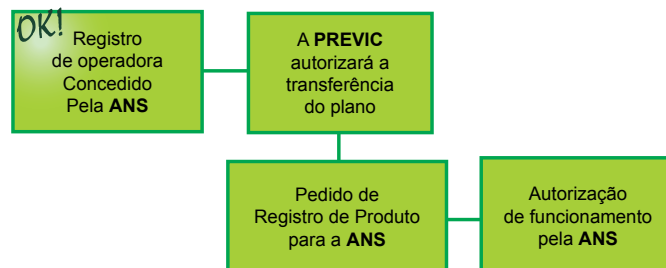 OK!
Registro
de operadora
Concedido
Pela ANS
A PREVIC
autorizará a
transferência
do plano
Pedido de
Registro de Produto
para a ANS
Autorização
de funcionamento
pela ANS